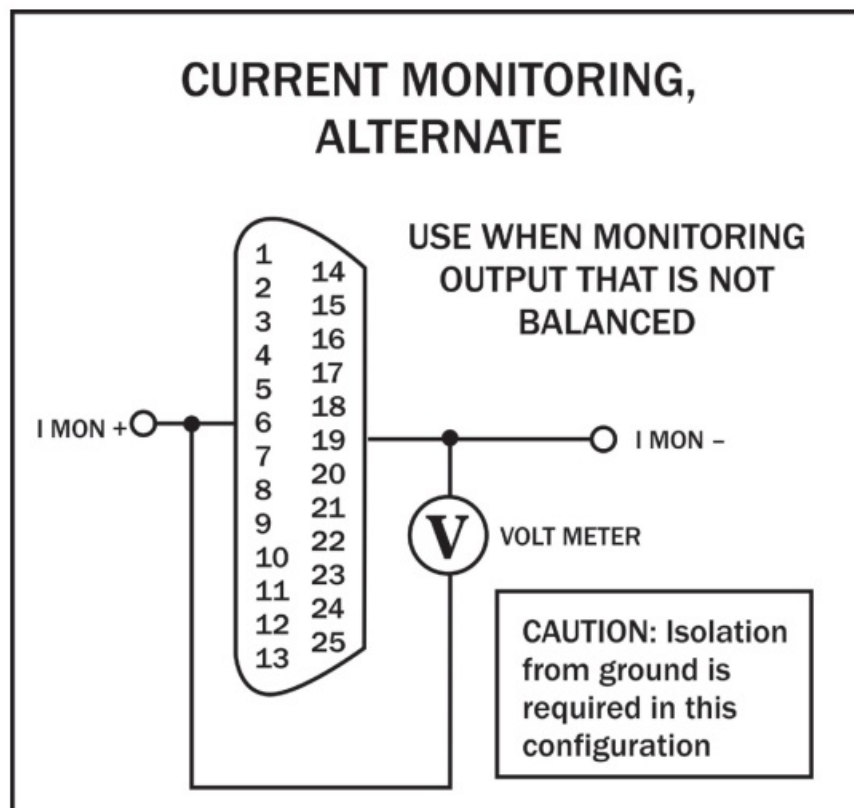 CURRENT MONITORING,
ALTERNATE
USE WHEN MONITORING
OUTPUT THAT IS NOT
BALANCED
1
2
3
4
5
6
7
8
9
10
11
12
13
14
15
16
17
18
19
20
21
22
23
24
25
I MON +
I MON –
V
VOLT METER
CAUTION: Isolation
from ground is
required in this
configuration